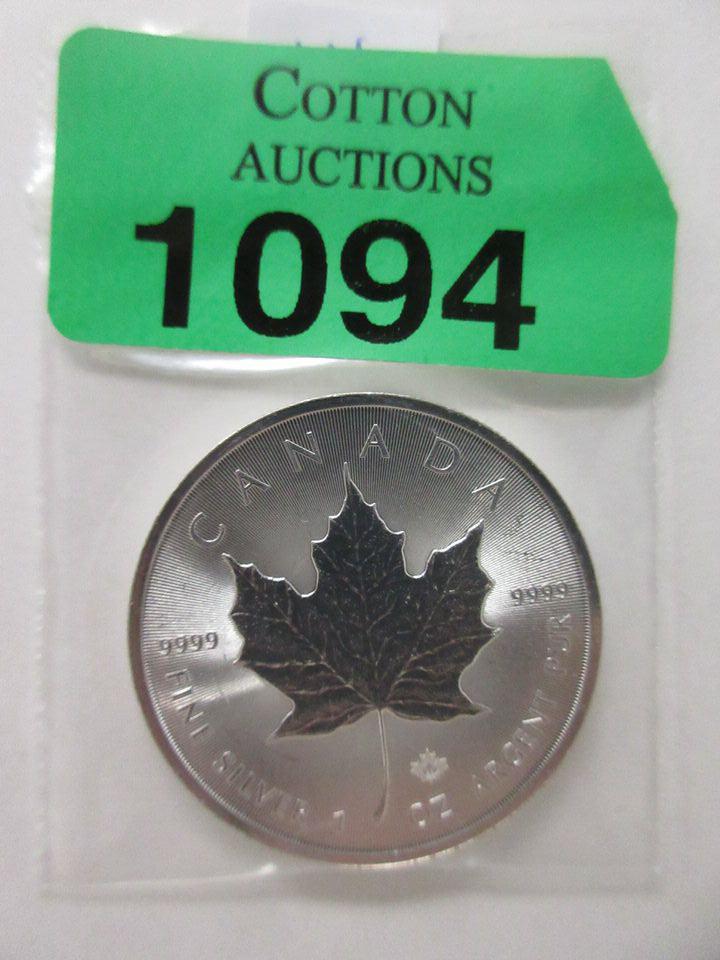 COTTON
AUCTIONS
1094
CANADA
9999
9999
FINE SILVER 1 OZ ARGENT PUR